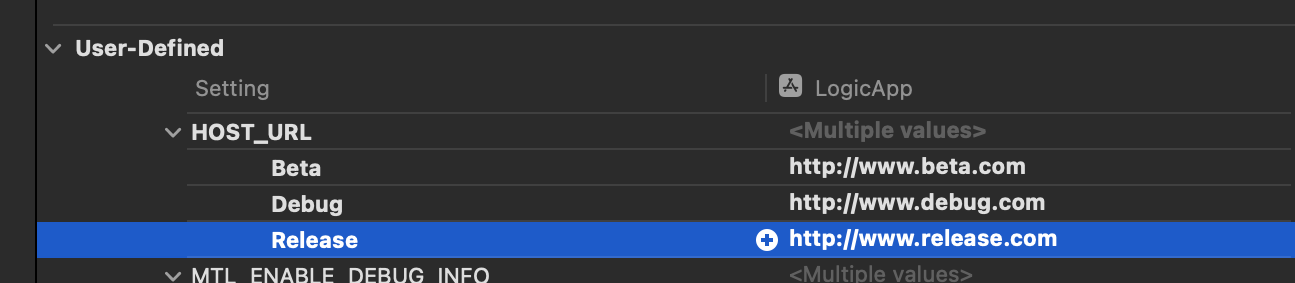 User-Defined
Setting LogicApp
HOST_URL <Multiple values>
Beta http://www.beta.com
Debug http://www.debug.com
Release http://www.release.com
MTL_ENABLE_DEBUG_INFO <Multiple values>